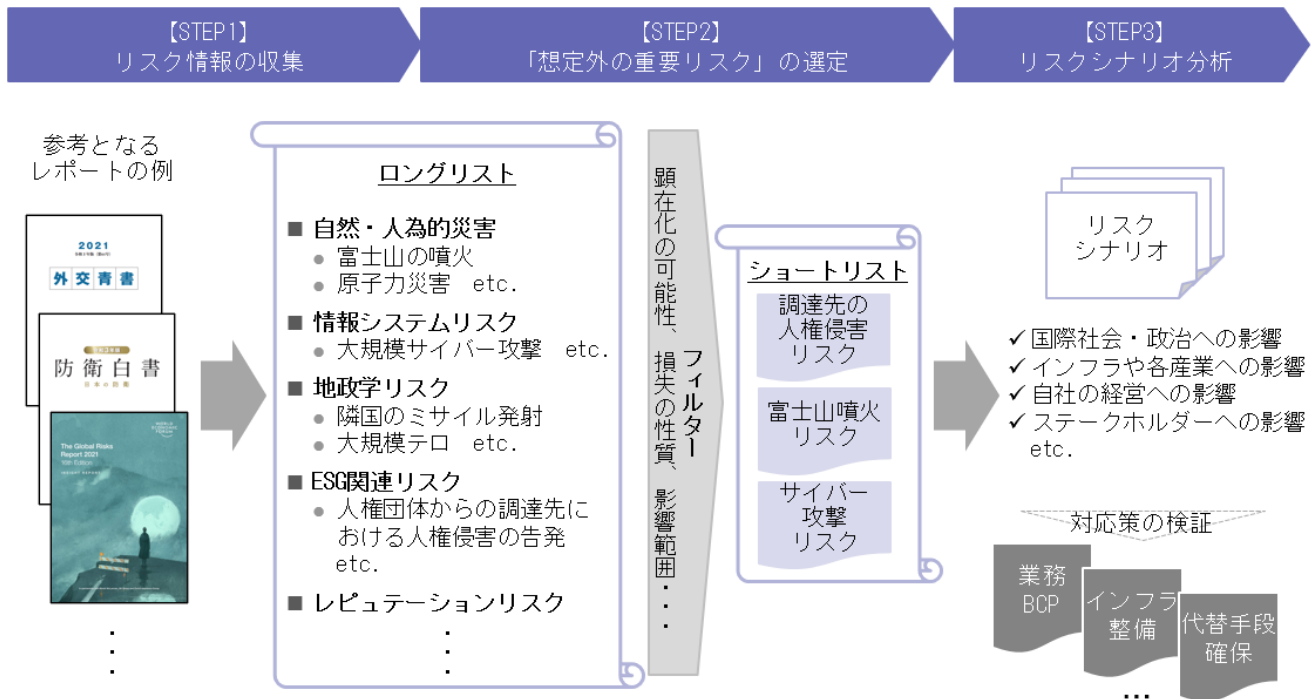 【STEP1】
リスク情報の収集
【STEP2】
「想定外の重要リスク」の選定
【STEP3】
リスクシナリオ分析
参考となる
レポートの例
2021
外交青書
防衛白書
日本の防衛
WORLD
ECONOMIC
FORUM
The Global Risks
Report 2021
16th Edition
INSIGHT REPORT
・
・
・
ロングリスト
■ 自然・人為的災害
● 富士山の噴火
● 原子力災害 etc.
■ 情報システムリスク
● 大規模サイバー攻撃 etc.
■ 地政学リスク
● 隣国のミサイル発射
● 大規模テロ etc.
■ ESG関連リスク
● 人権団体からの調達先に
おける人権侵害の告発
etc.
■ レピュテーションリスク
・
・
・
フィルター
顕在化の可能性、損失の性質、影響範囲・・・
ショートリスト
調達先の
人権侵害
リスク
富士山噴火
リスク
サイバー
攻撃
リスク
リスク
シナリオ
✓ 国際社会・政治への影響
✓ インフラや各産業への影響
✓ 自社の経営への影響
✓ ステークホルダーへの影響
etc.
対応策の検証
業務
BCP
インフラ
整備
代替手段
確保
…